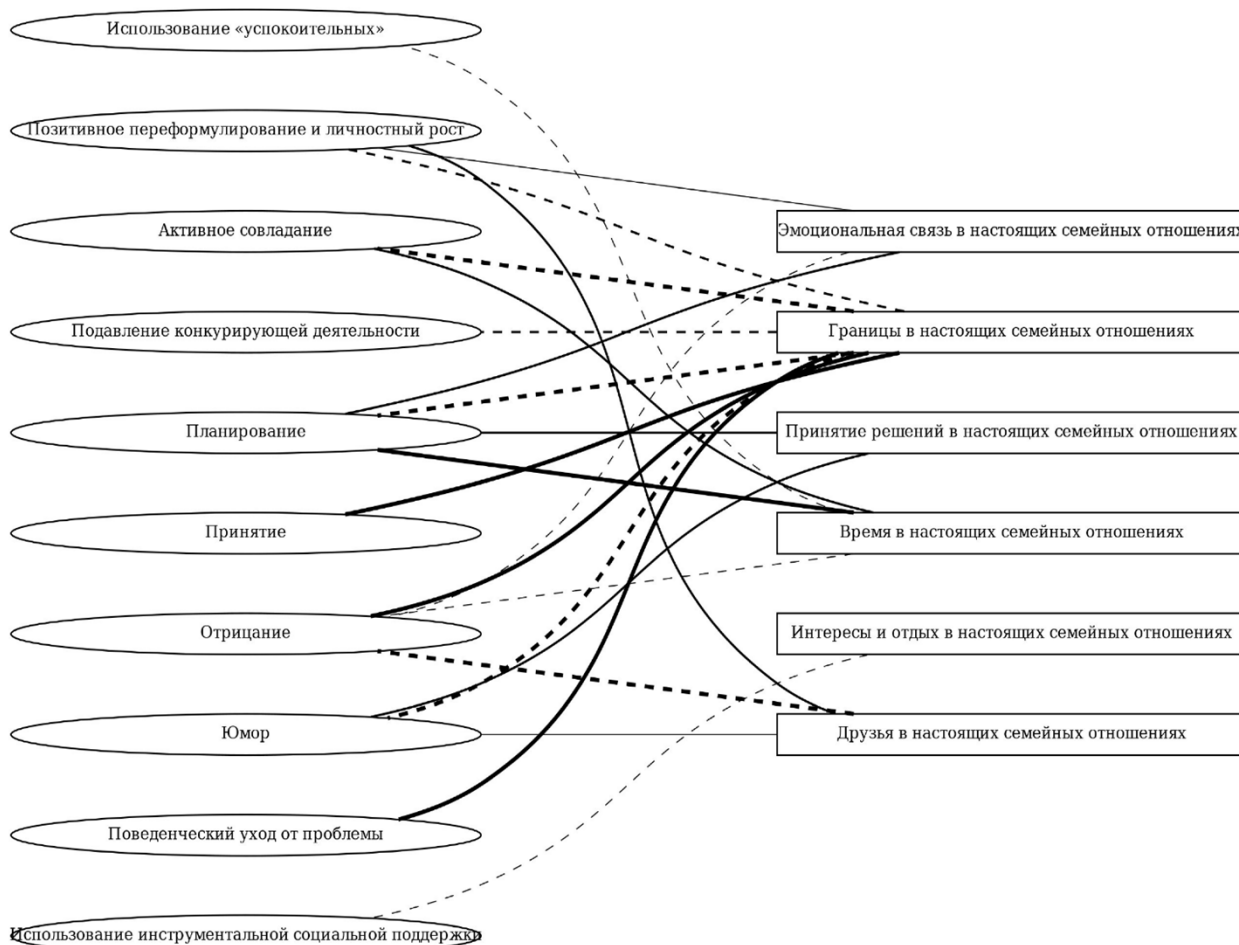 Использование «успокоительных»
Позитивное переформулирование и личностный рост
Активное совладание
Эмоциональная связь в настоящих семейных отношениях
Подавление конкурирующей деятельности
Границы в настоящих семейных отношениях
Планирование
Принятие решений в настоящих семейных отношениях
Принятие
Время в настоящих семейных отношениях
Отрицание
Интересы и отдых в настоящих семейных отношениях
Юмор
Друзья в настоящих семейных отношениях
Поведенческий уход от проблемы
Использование инструментальной социальной поддержки